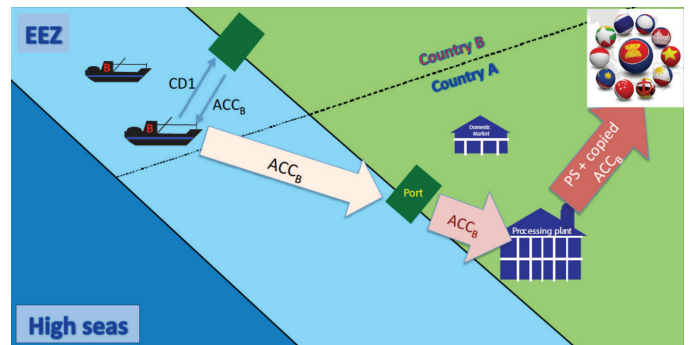 EEZ
B
CD1
ACCB
B
Country B
Country A
Domestic
Market
ACCB
Port
ACCB
Processing plant
PS + copied
ACCB
High seas